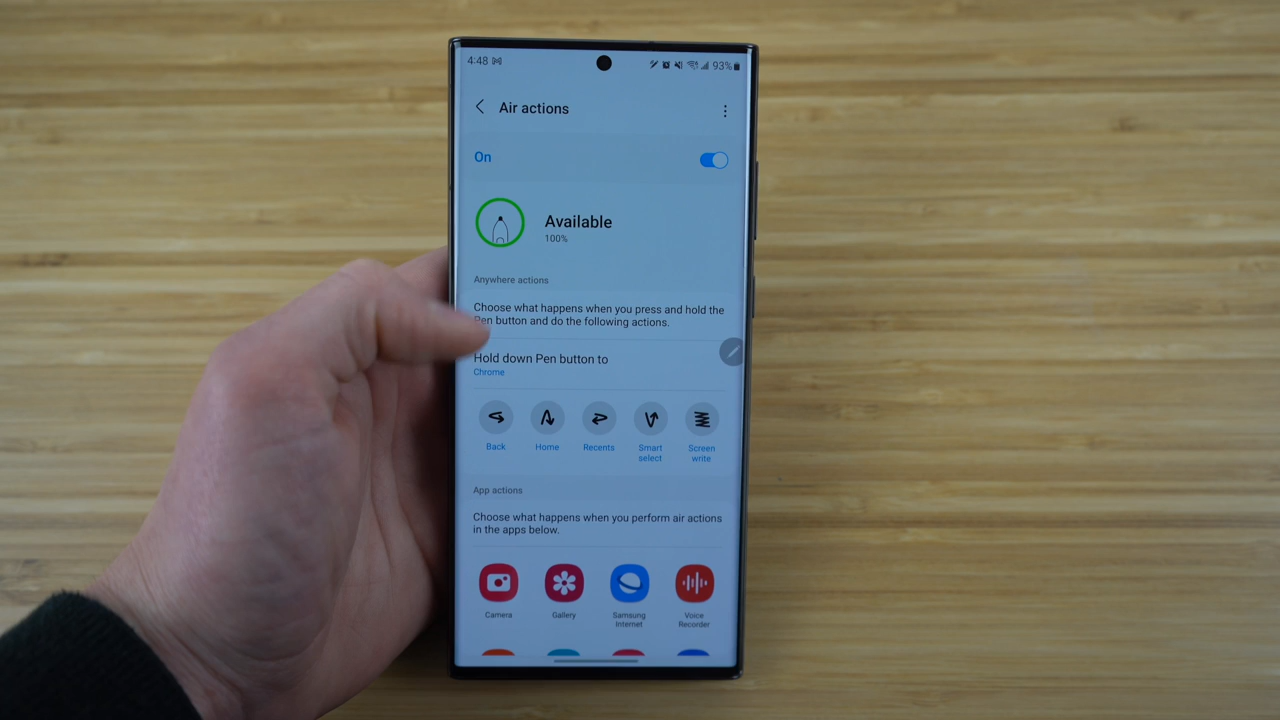 4:48 93%
Air actions
On
Available
100%
Anywhere actions
Choose what happens when you press and hold the
Pen button and do the following actions.
Hold down Pen button to
Chrome
Back Home Recents Smart select Screen write
App actions
Choose what happens when you perform air actions
in the apps below.
Camera Gallery Samsung Internet Voice Recorder